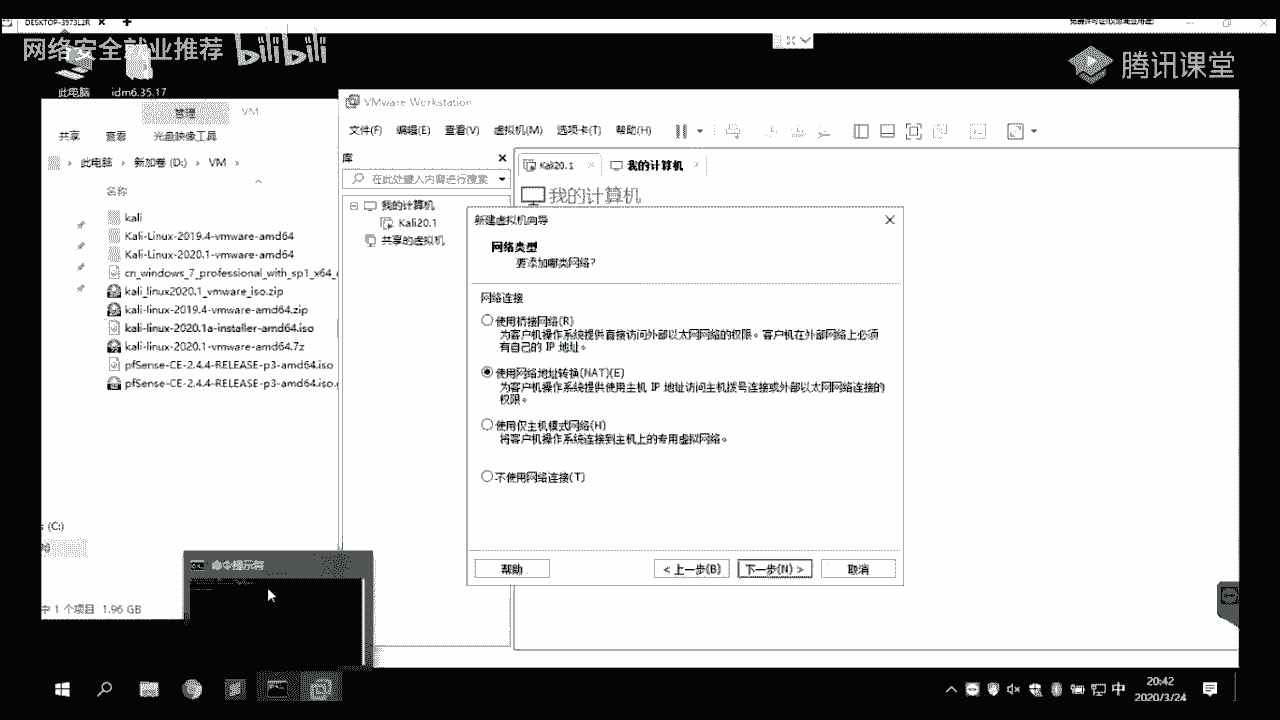 DESKTOP-3973L2R
网络安全就业推荐 bilibili
腾讯课堂
此电脑 idm6.35.17
管理 VM
共享 查看 光盘映像工具
此电脑 › 新加卷 (D:) › VM ›
名称
kali
Kali-Linux-2019.4-vmware-amd64
Kali-Linux-2020.1-vmware-amd64
cn_windows_7_professional_with_sp1_x64_
kali_linux2020.1_vmware_iso.zip
kali-linux-2019.4-vmware-amd64.zip
kali-linux-2020.1a-installer-amd64.iso
kali-linux-2020.1-vmware-amd64.7z
pfSense-CE-2.4.4-RELEASE-p3-amd64.iso
pfSense-CE-2.4.4-RELEASE-p3-amd64.iso.
(C:)
中 1 个项目 1.96 GB
命令提示符
VMware Workstation
文件(F) 编辑(E) 查看(V) 虚拟机(M) 选项卡(T) 帮助(H)
库
在此处键入内容进行搜索
我的计算机
Kali20.1
共享的虚拟机
Kali20.1 我的计算机
我的计算机
新建虚拟机向导
网络类型
要添加哪类网络?
网络连接
使用桥接网络(R)
为客户机操作系统提供直接访问外部以太网网络的权限。客户机在外部网络上必须
有自己的 IP 地址。
使用网络地址转换(NAT)(E)
为客户机操作系统提供使用主机 IP 地址访问主机拨号连接或外部以太网网络连接的
权限。
使用仅主机模式网络(H)
将客户机操作系统连接到主机上的专用虚拟网络。
不使用网络连接(T)
帮助 < 上一步(B) 下一步(N) > 取消
中
20:42
2020/3/24